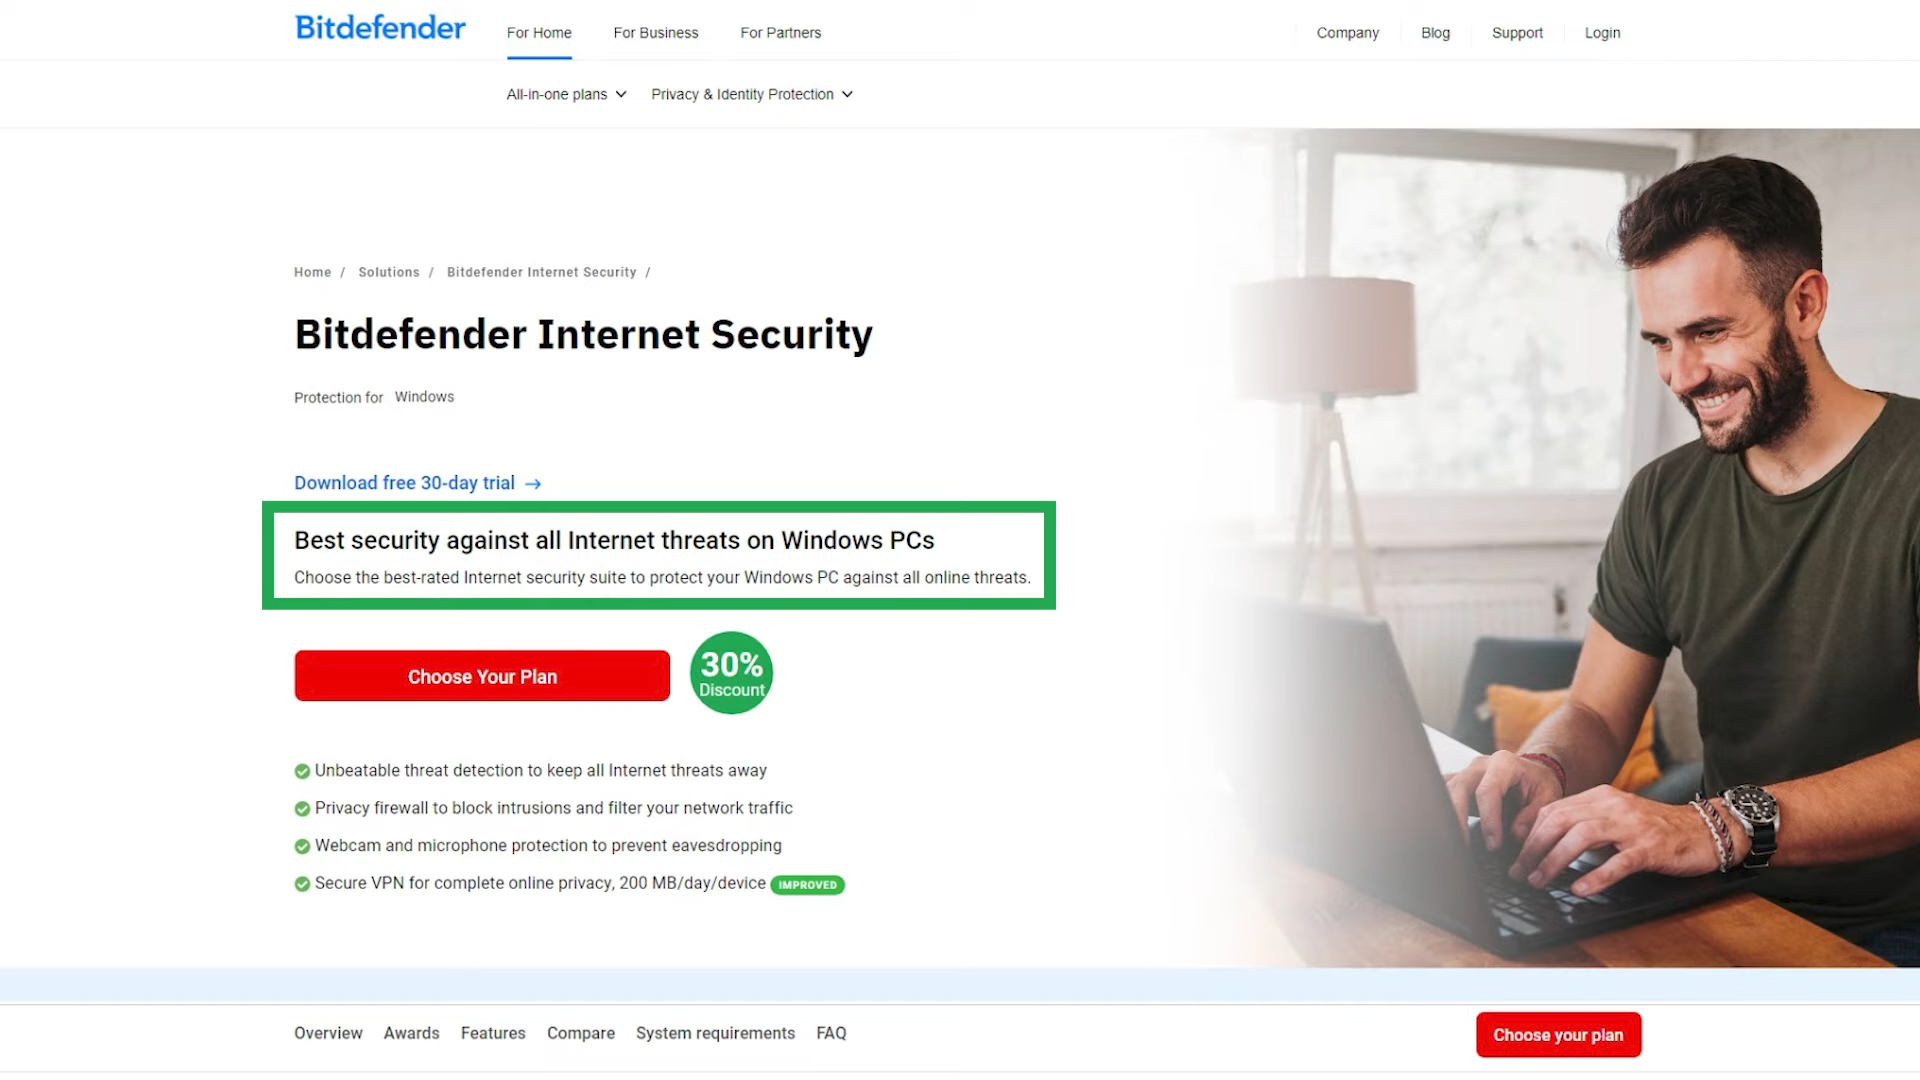 Bitdefender
For Home
For Business
For Partners
Company
Blog
Support
Login
All-in-one plans
Privacy & Identity Protection
Home / Solutions / Bitdefender Internet Security /
Bitdefender Internet Security
Protection for Windows
Download free 30-day trial →
Best security against all Internet threats on Windows PCs
Choose the best-rated Internet security suite to protect your Windows PC against all online threats.
Choose Your Plan
30%
Discount
Unbeatable threat detection to keep all Internet threats away
Privacy firewall to block intrusions and filter your network traffic
Webcam and microphone protection to prevent eavesdropping
Secure VPN for complete online privacy, 200 MB/day/device IMPROVED
Overview
Awards
Features
Compare
System requirements
FAQ
Choose your plan